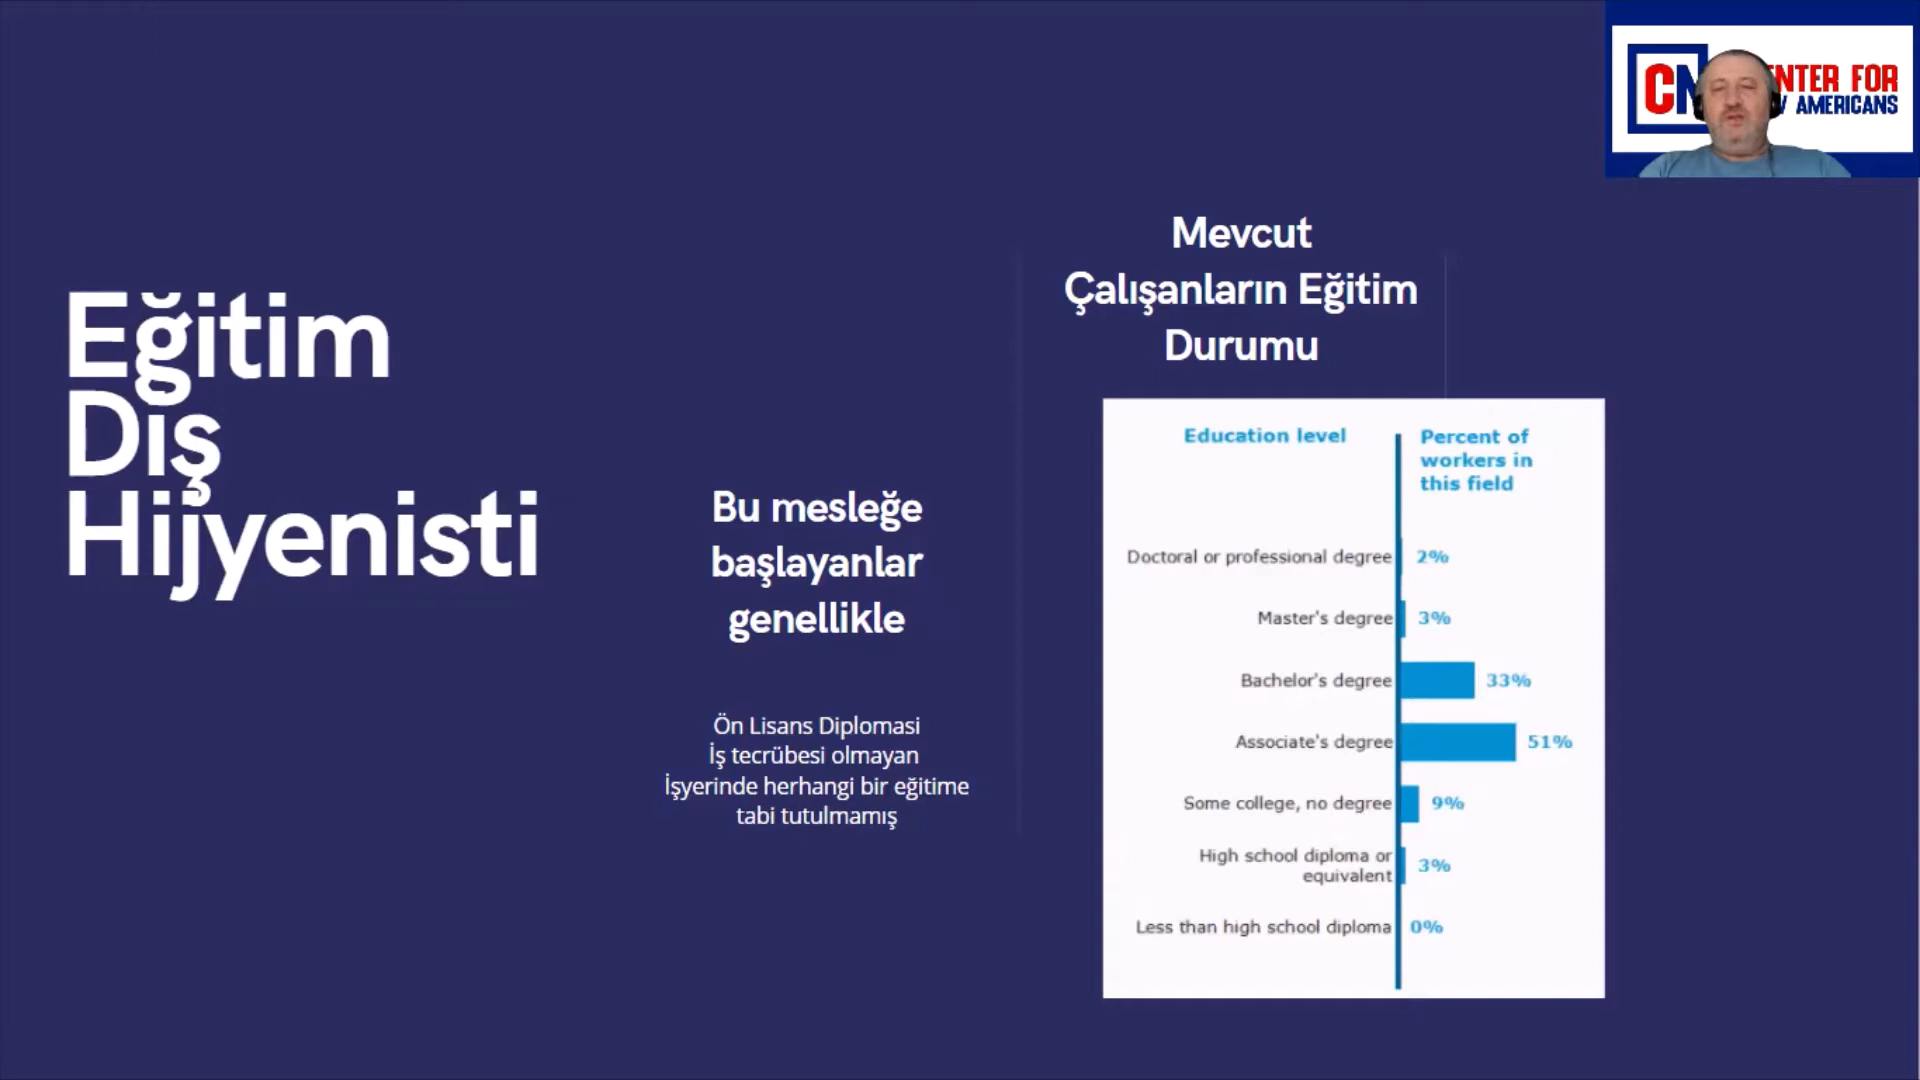 Eğitim
Diş
Hijyenisti
Bu mesleğe
başlayanlar
genellikle
Ön Lisans Diplomasi
İş tecrübesi olmayan
İşyerinde herhangi bir eğitime
tabi tutulmamış
Mevcut
Çalışanların Eğitim
Durumu
Education level
Percent of
workers in
this field
Doctoral or professional degree 2%
Master's degree 3%
Bachelor's degree 33%
Associate's degree 51%
Some college, no degree 9%
High school diploma or
equivalent 3%
Less than high school diploma 0%
FOR
AMERICANS